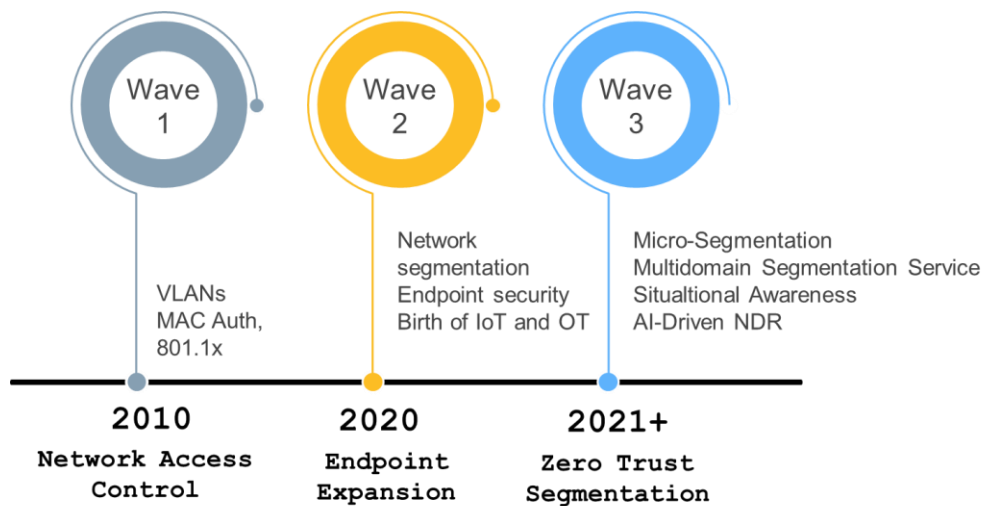 Wave
1
Wave
2
Wave
3
VLANs
MAC Auth,
801.1x
Network
segmentation
Endpoint security
Birth of IoT and OT
Micro-Segmentation
Multidomain Segmentation Service
Situaltional Awareness
AI-Driven NDR
2010
Network Access
Control
2020
Endpoint
Expansion
2021+
Zero Trust
Segmentation